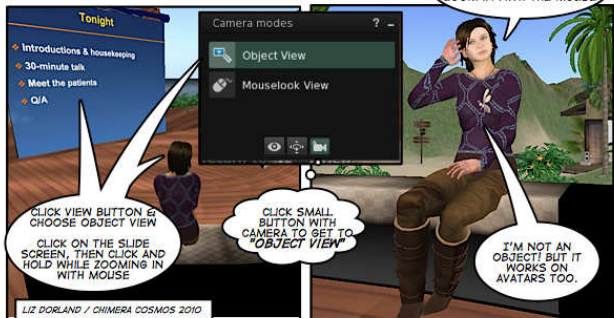 Tonight
Introductions & housekeeping
30-minute talk
Meet the patients
Q/A
Camera modes ? –
Object View
Mouselook View
CLICK VIEW BUTTON &
CHOOSE OBJECT VIEW
CLICK ON THE SLIDE
SCREEN, THEN CLICK AND
HOLD WHILE ZOOMING IN
WITH MOUSE
CLICK SMALL
BUTTON WITH
CAMERA TO GET TO
"OBJECT VIEW"
I'M NOT AN
OBJECT! BUT IT
WORKS ON
AVATARS TOO.
LIZ DORLAND / CHIMERA COSMOS 2010